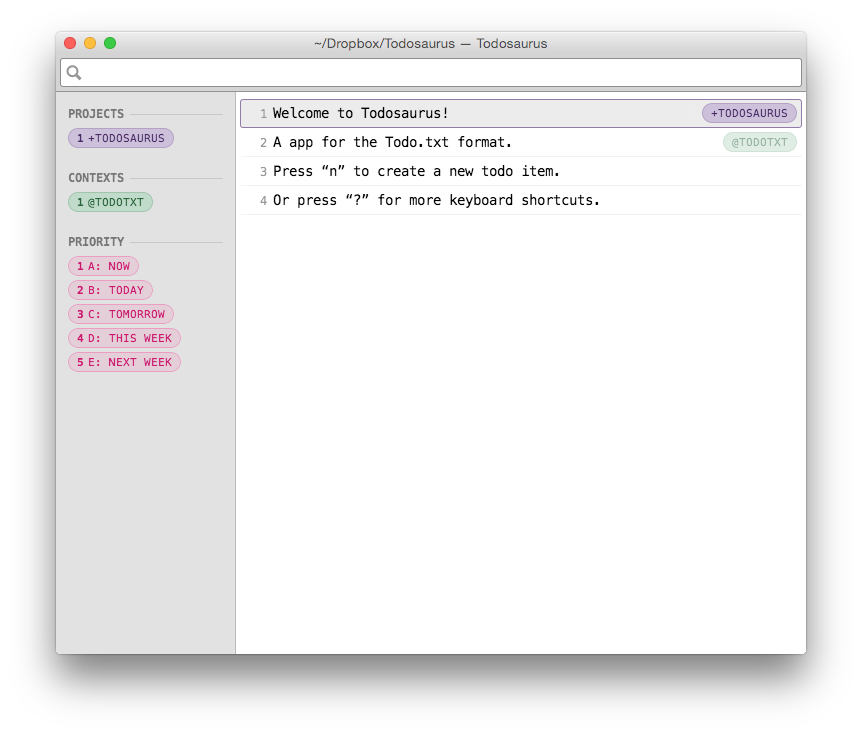 ~/Dropbox/Todosaurus — Todosaurus
PROJECTS
1 +TODOSAURUS
CONTEXTS
1 @TODOTXT
PRIORITY
1 A: NOW
2 B: TODAY
3 C: TOMORROW
4 D: THIS WEEK
5 E: NEXT WEEK
1 Welcome to Todosaurus! +TODOSAURUS
2 A app for the Todo.txt format. @TODOTXT
3 Press “n” to create a new todo item.
4 Or press “?” for more keyboard shortcuts.